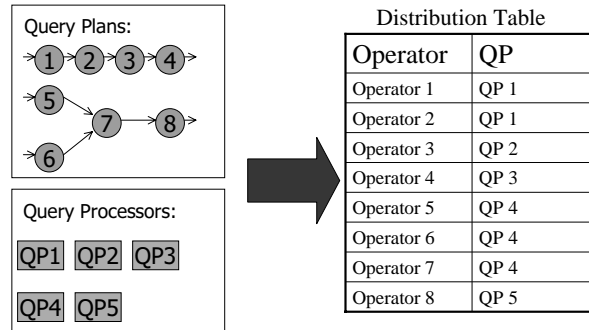 Query Plans:
1 2 3 4
5
7 8
6
Query Processors:
QP1 QP2 QP3
QP4 QP5
Distribution Table
Operator QP
Operator 1 QP 1
Operator 2 QP 1
Operator 3 QP 2
Operator 4 QP 3
Operator 5 QP 4
Operator 6 QP 4
Operator 7 QP 4
Operator 8 QP 5